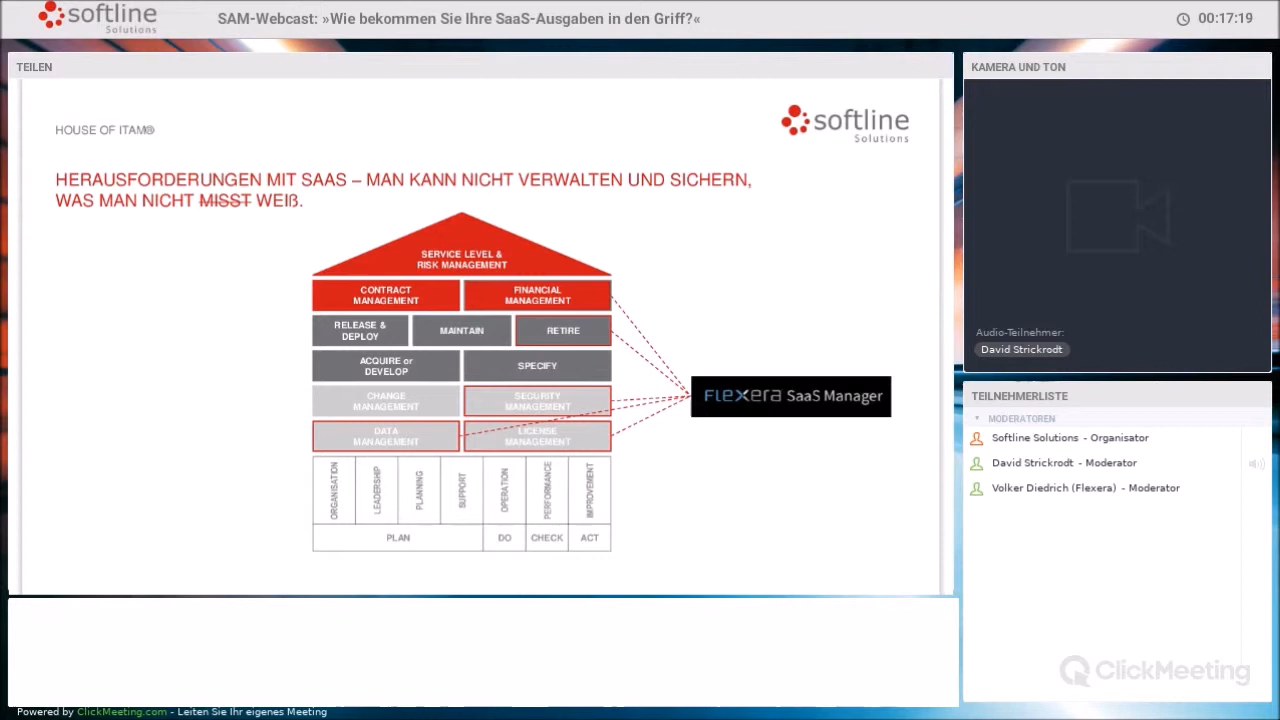 softline
Solutions
SAM-Webcast: »Wie bekommen Sie Ihre SaaS-Ausgaben in den Griff?«
00:17:19
TEILEN
HOUSE OF ITAM®
softline
Solutions
HERAUSFORDERUNGEN MIT SAAS – MAN KANN NICHT VERWALTEN UND SICHERN,
WAS MAN NICHT MISST WEIß.
SERVICE LEVEL &
RISK MANAGEMENT
CONTRACT
MANAGEMENT
FINANCIAL
MANAGEMENT
RELEASE &
DEPLOY
MAINTAIN
RETIRE
ACQUIRE or
DEVELOP
SPECIFY
CHANGE
MANAGEMENT
SECURITY
MANAGEMENT
DATA
MANAGEMENT
LICENSE
MANAGEMENT
ORGANISATION
LEADERSHIP
PLANNING
SUPPORT
OPERATION
PERFORMANCE
IMPROVEMENT
PLAN
DO
CHECK
ACT
FLEXERA SaaS Manager
KAMERA UND TON
Audio-Teilnehmer:
David Strickrodt
TEILNEHMERLISTE
MODERATOREN
Softline Solutions - Organisator
David Strickrodt - Moderator
Volker Diedrich (Flexera) - Moderator
ClickMeeting
Powered by ClickMeeting.com - Leiten Sie Ihr eigenes Meeting